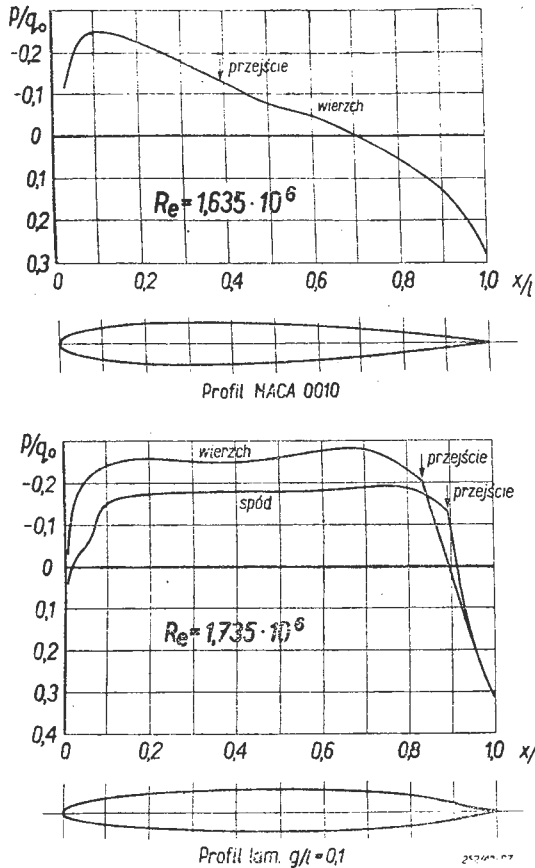 p/q₀
-0,2
-0,1
0
0,1
0,2
0,3
przejście
wierzch
Re=1,635·10⁶
0 0,2 0,4 0,6 0,8 1,0 x/l
Profil NACA 0010
p/q₀
-0,2
-0,1
0
0,1
0,2
0,3
0,4
wierzch
przejście
przejście
spód
Re=1,735·10⁶
0 0,2 0,4 0,6 0,8 1,0 x/
Profil lam. g/l=0,1